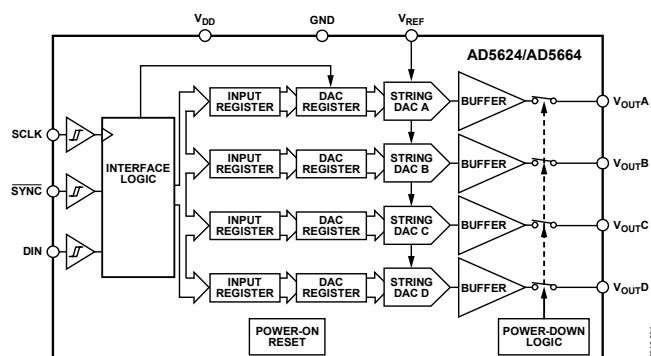 VDD GND VREF
AD5624/AD5664
SCLK
SYNC
DIN
INTERFACE
LOGIC
INPUT
REGISTER
DAC
REGISTER
STRING
DAC A
BUFFER
VOUTA
INPUT
REGISTER
DAC
REGISTER
STRING
DAC B
BUFFER
VOUTB
INPUT
REGISTER
DAC
REGISTER
STRING
DAC C
BUFFER
VOUTC
INPUT
REGISTER
DAC
REGISTER
STRING
DAC D
BUFFER
VOUTD
POWER-ON
RESET
POWER-DOWN
LOGIC